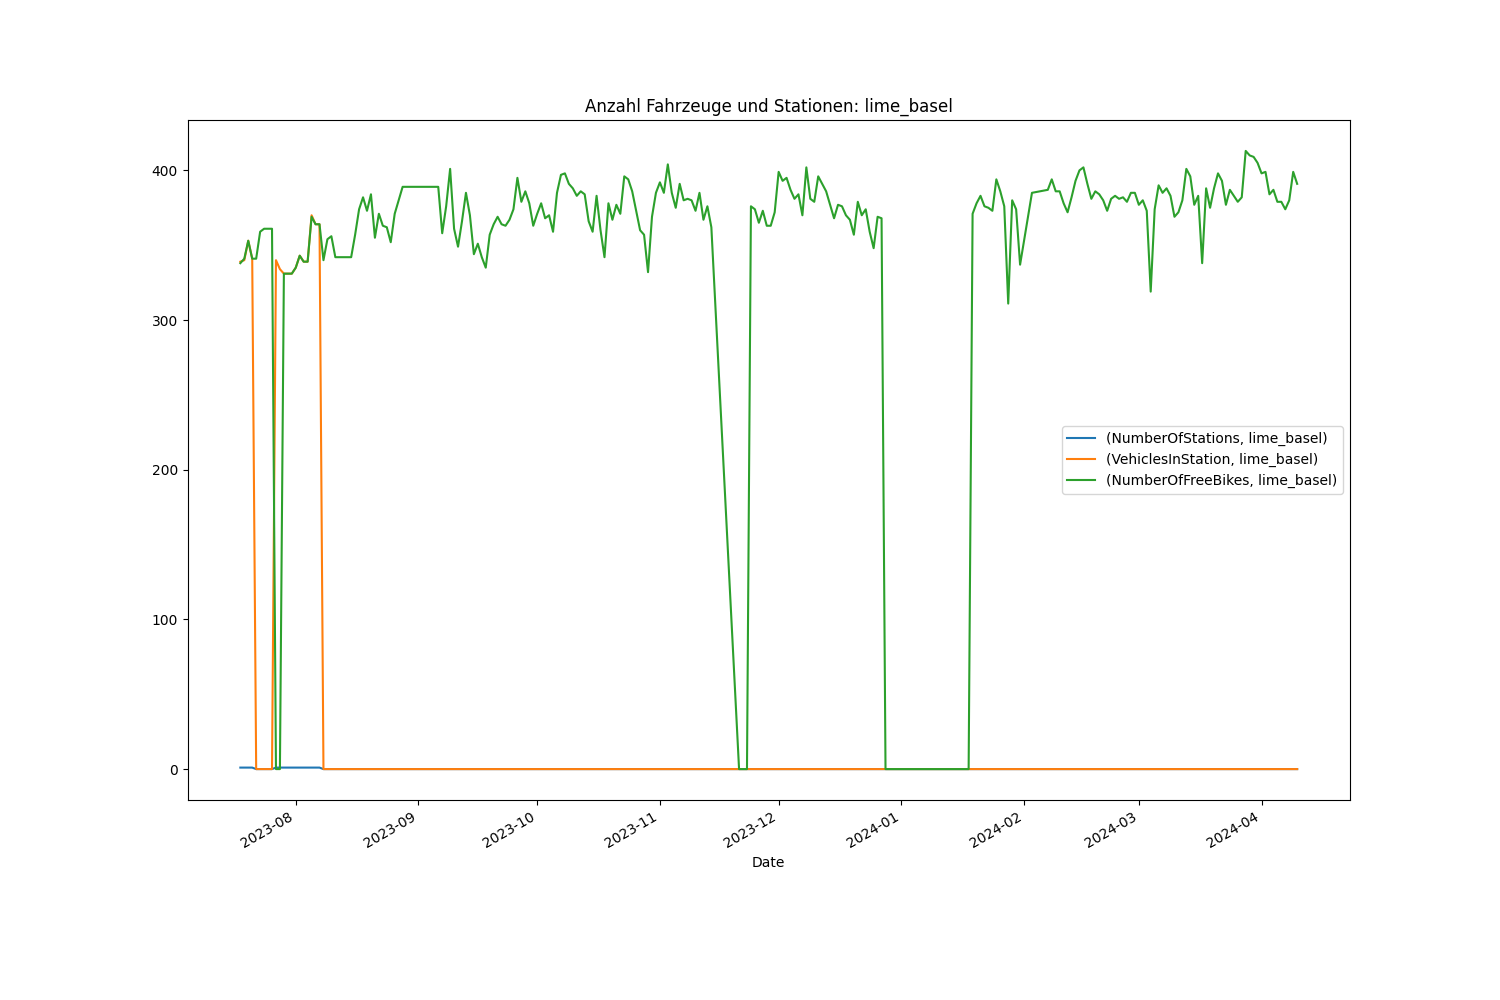 Anzahl Fahrzeuge und Stationen: lime_basel
400
300
200
100
0
(NumberOfStations, lime_basel)
(VehiclesInStation, lime_basel)
(NumberOfFreeBikes, lime_basel)
2023-08
2023-09
2023-10
2023-11
2023-12
2024-01
2024-02
2024-03
2024-04
Date